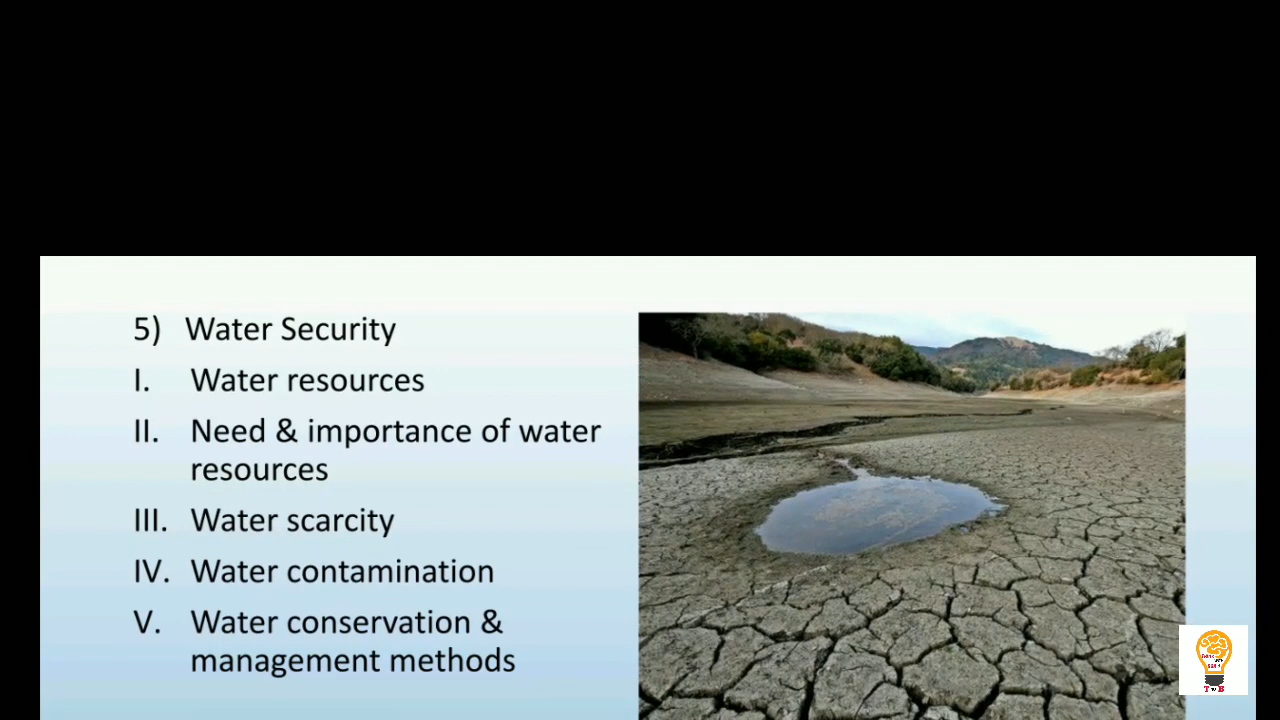 5) Water Security
I. Water resources
II. Need & importance of water
resources
III. Water scarcity
IV. Water contamination
V. Water conservation &
management methods
T to B